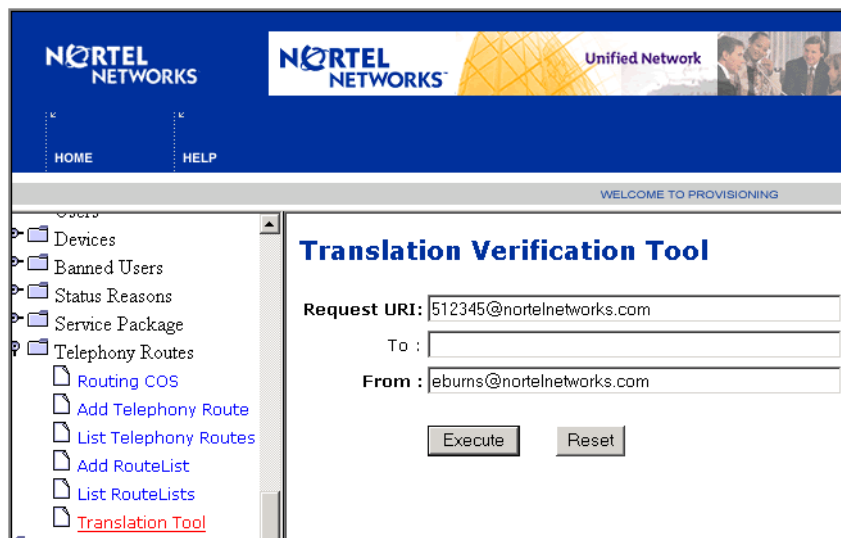 NORTEL
NETWORKS
NORTEL
NETWORKS™
Unified Network
HOME
HELP
WELCOME TO PROVISIONING
Users
Devices
Banned Users
Status Reasons
Service Package
Telephony Routes
Routing COS
Add Telephony Route
List Telephony Routes
Add RouteList
List RouteLists
Translation Tool
Translation Verification Tool
Request URI: 512345@nortelnetworks.com
To :
From : eburns@nortelnetworks.com
Execute
Reset